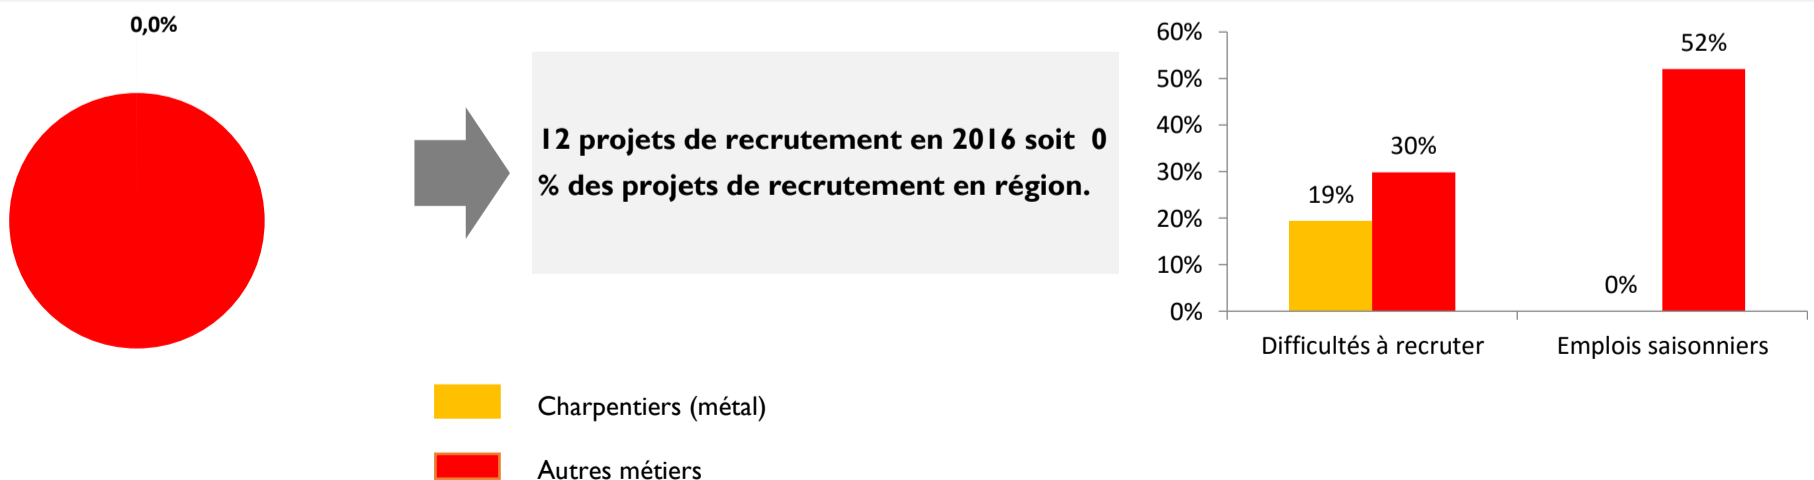 0,0%
12 projets de recrutement en 2016 soit  0
% des projets de recrutement en région.
60%
50%
40%
30%
20%
10%
0%
19%
30%
0%
52%
Difficultés à recruter
Emplois saisonniers
Charpentiers (métal)
Autres métiers